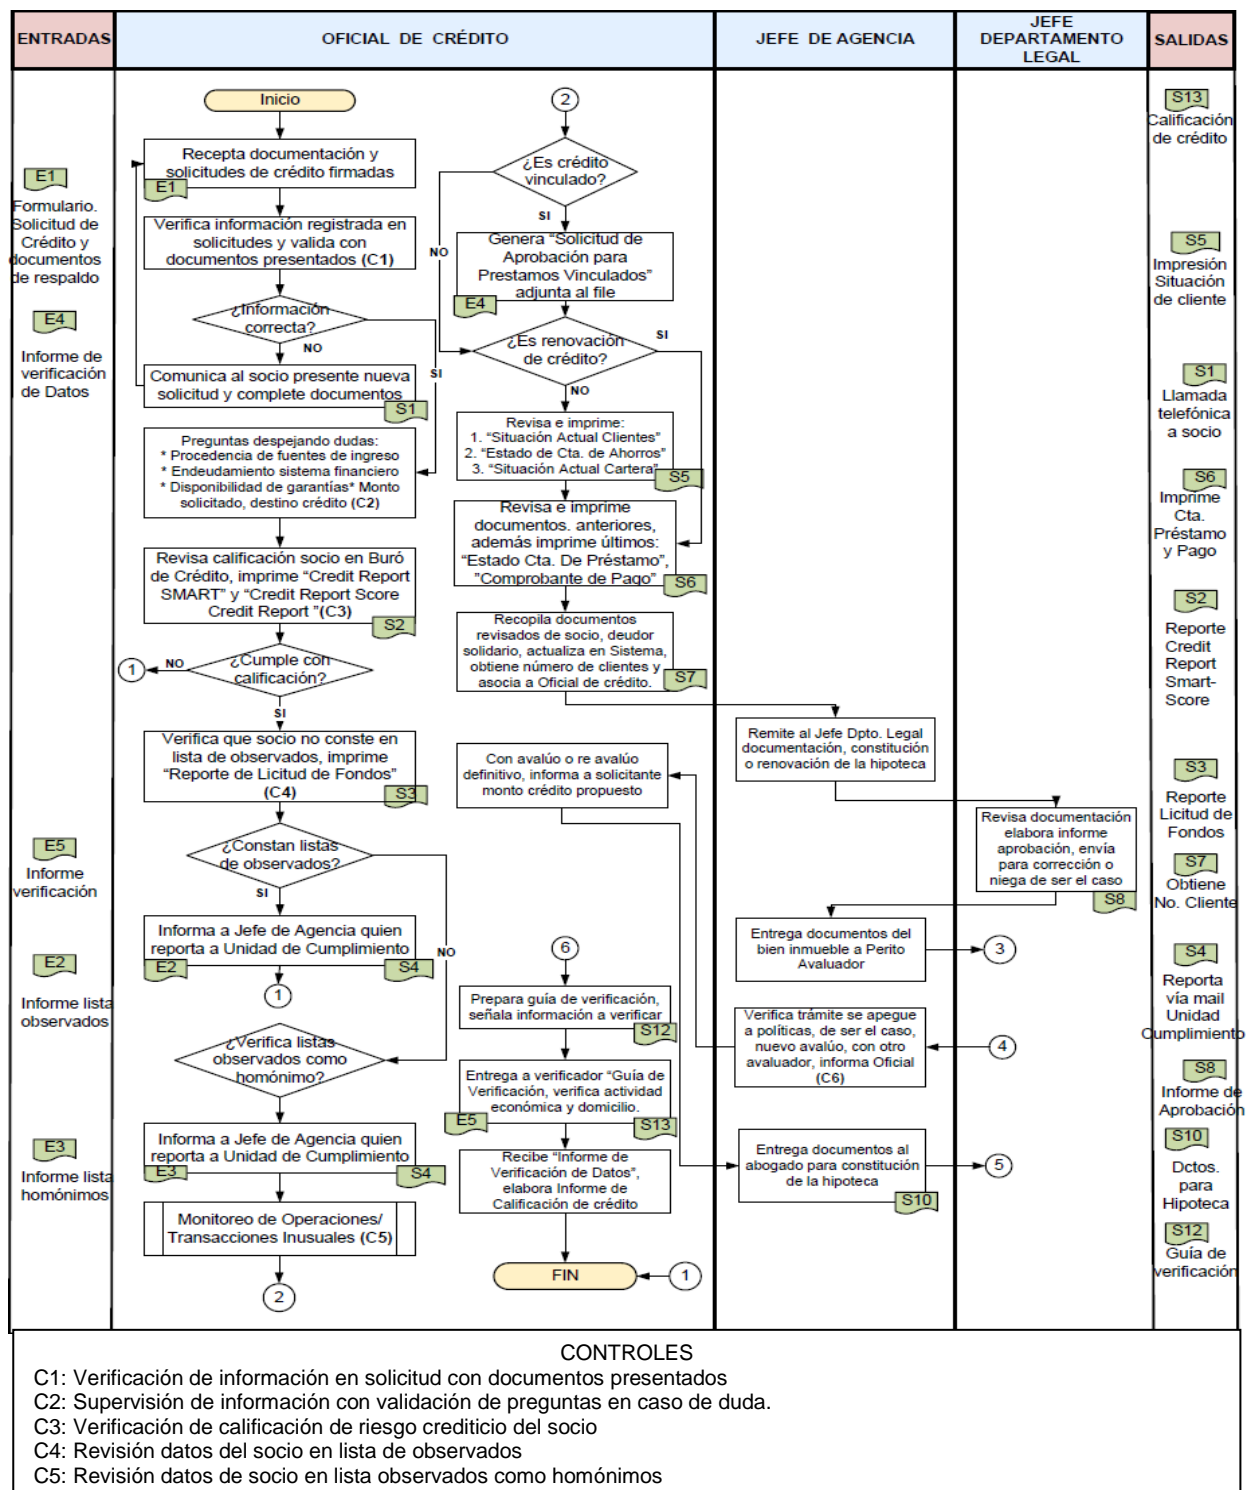 ENTRADAS
OFICIAL DE CRÉDITO
JEFE DE AGENCIA
JEFE
DEPARTAMENTO
LEGAL
SALIDAS
E1
Formulario.
Solicitud de
Crédito y
documentos
de respaldo
E4
Informe de
verificación
de Datos
E5
Informe
verificación
E2
Informe lista
observados
E3
Informe lista
homónimos
Inicio
Recepta documentación y
solicitudes de crédito firmadas
E1
Verifica información registrada en
solicitudes y valida con
documentos presentados (C1)
¿Información
correcta?
NO
SI
Comunica al socio presente nueva
solicitud y complete documentos
S1
Preguntas despejando dudas:
* Procedencia de fuentes de ingreso
* Endeudamiento sistema financiero
* Disponibilidad de garantías* Monto
solicitado, destino crédito (C2)
Revisa calificación socio en Buró
de Crédito, imprime “Credit Report
SMART” y “Credit Report Score
Credit Report ”(C3)
S2
¿Cumple con
calificación?
NO
1
SI
Verifica que socio no conste en
lista de observados, imprime
“Reporte de Licitud de Fondos”
(C4)
S3
¿Constan listas
de observados?
SI
NO
Informa a Jefe de Agencia quien
reporta a Unidad de Cumplimiento
E2
S4
1
¿Verifica listas
observados como
homónimo?
Informa a Jefe de Agencia quien
reporta a Unidad de Cumplimiento
E3
S4
Monitoreo de Operaciones/
Transacciones Inusuales (C5)
2
2
¿Es crédito
vinculado?
SI
NO
Genera “Solicitud de
Aprobación para
Prestamos Vinculados”
adjunta al file
E4
¿Es renovación
de crédito?
SI
NO
Revisa e imprime:
1. “Situación Actual Clientes”
2. “Estado de Cta. de Ahorros”
3. “Situación Actual Cartera”
S5
Revisa e imprime
documentos. anteriores,
además imprime últimos:
“Estado Cta. De Préstamo”,
”Comprobante de Pago”
S6
Recopila documentos
revisados de socio, deudor
solidario, actualiza en Sistema,
obtiene número de clientes y
asocia a Oficial de crédito.
S7
Con avalúo o re avalúo
definitivo, informa a solicitante
monto crédito propuesto
6
Prepara guía de verificación,
señala información a verificar
S12
Entrega a verificador “Guía de
Verificación, verifica actividad
económica y domicilio.
E5
S13
Recibe “Informe de
Verificación de Datos”,
elabora Informe de
Calificación de crédito
FIN
1
Remite al Jefe Dpto. Legal
documentación, constitución
o renovación de la hipoteca
Revisa documentación
elabora informe
aprobación, envía
para corrección o
niega de ser el caso
S8
Entrega documentos del
bien inmueble a Perito
Avaluador
3
Verifica trámite se apegue
a políticas, de ser el caso,
nuevo avalúo, con otro
avaluador, informa Oficial
(C6)
4
Entrega documentos al
abogado para constitución
de la hipoteca
S10
5
S13
Calificación
de crédito
S5
Impresión
Situación
de cliente
S1
Llamada
telefónica
a socio
S6
Imprime
Cta.
Préstamo
y Pago
S2
Reporte
Credit
Report
Smart-
Score
S3
Reporte
Licitud de
Fondos
S7
Obtiene
No. Cliente
S4
Reporta
vía mail
Unidad
Cumplimiento
S8
Informe de
Aprobación
S10
Dctos.
para
Hipoteca
S12
Guía de
verificación
CONTROLES
C1: Verificación de información en solicitud con documentos presentados
C2: Supervisión de información con validación de preguntas en caso de duda.
C3: Verificación de calificación de riesgo crediticio del socio
C4: Revisión datos del socio en lista de observados
C5: Revisión datos de socio en lista observados como homónimos